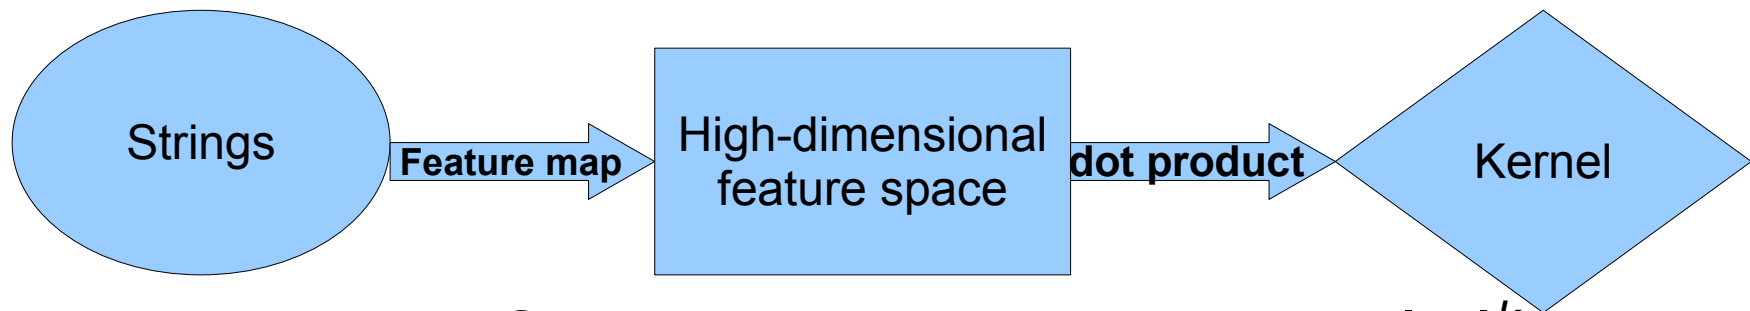 Strings
Feature map
High-dimensional
feature space
dot product
Kernel